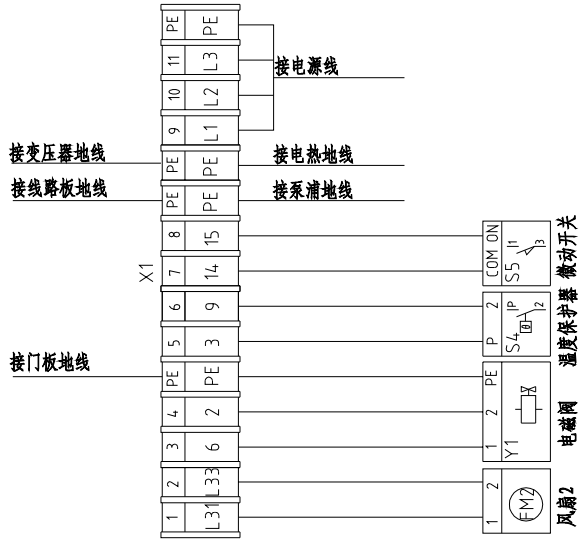 PE PE
11 L3
接电源线
10 L2
9 L1
接变压器地线
PE PE
接电热地线
接线路板地线
PE PE
接泵浦地线
X1
8 15
7 14
COM ON
S5
1
3
微动开关
6 9
5 3
P 2
S4
P
2
θ
温度保护器
接门板地线
PE PE
4 2
3 6
1 2 PE
Y1
电磁阀
2 L33
1 L31
1 2
FM2
风扇2